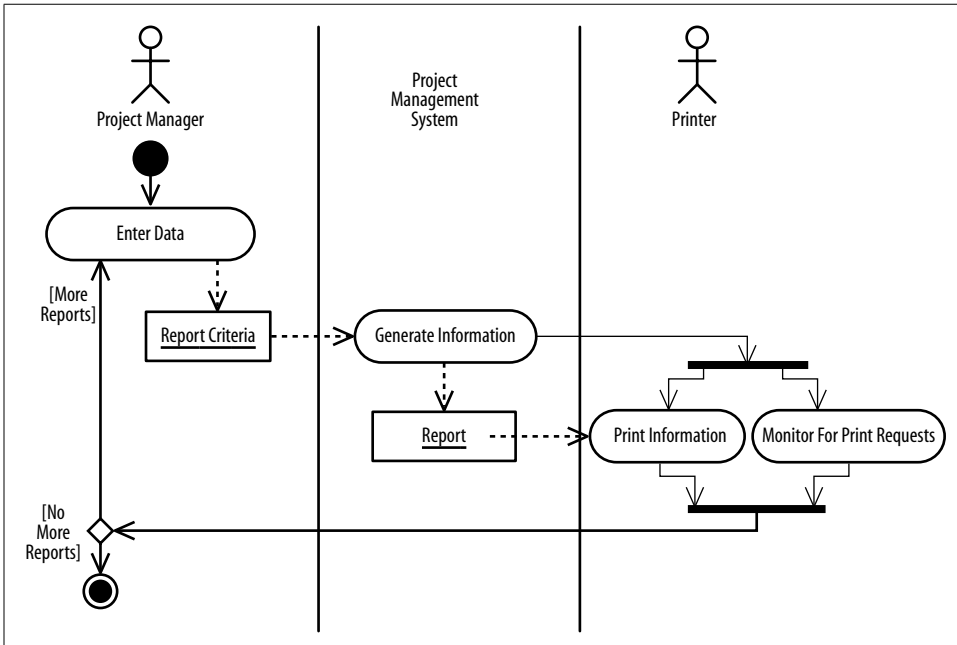 Project
Management
System
Project Manager
Printer
Enter Data
[More
Reports]
Report Criteria
Generate Information
Report
Print Information
Monitor For Print Requests
[No
More
Reports]